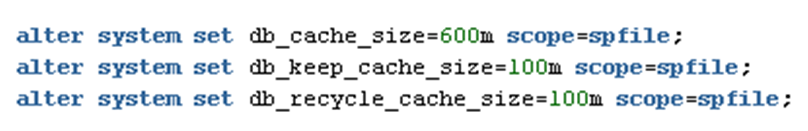 alter system set db_cache_size=600m scope=spfile;
alter system set db_keep_cache_size=100m scope=spfile;
alter system set db_recycle_cache_size=100m scope=spfile;